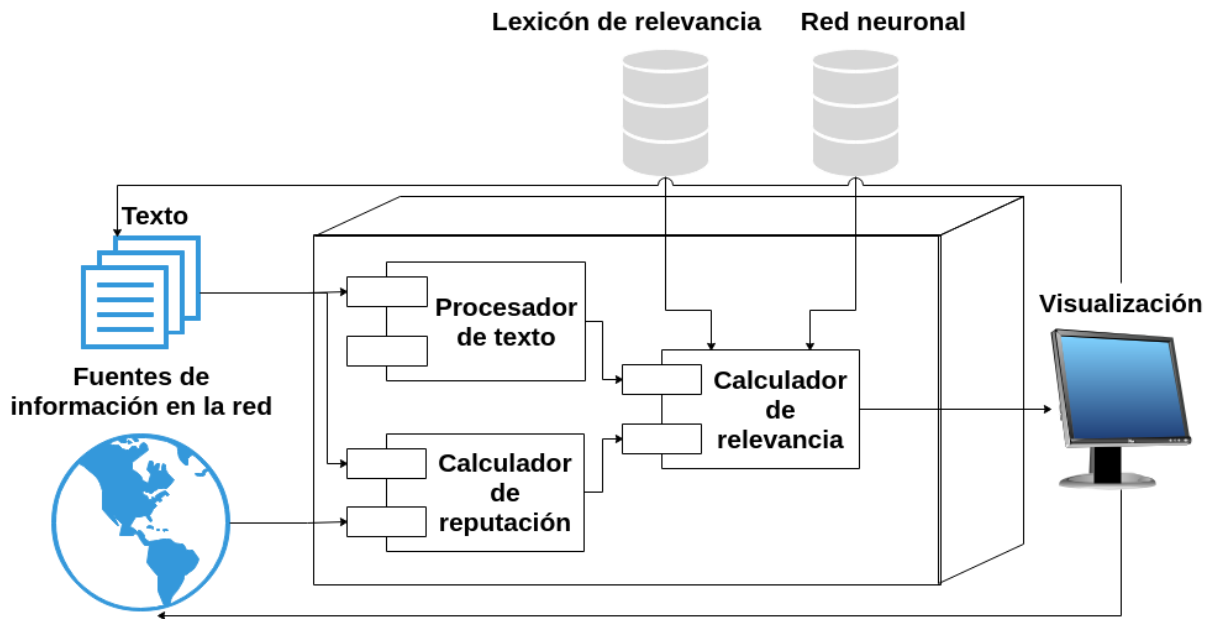 Lexicón de relevancia
Red neuronal
Texto
Procesador
de texto
Visualización
Fuentes de
información en la red
Calculador
de
relevancia
Calculador
de
reputación